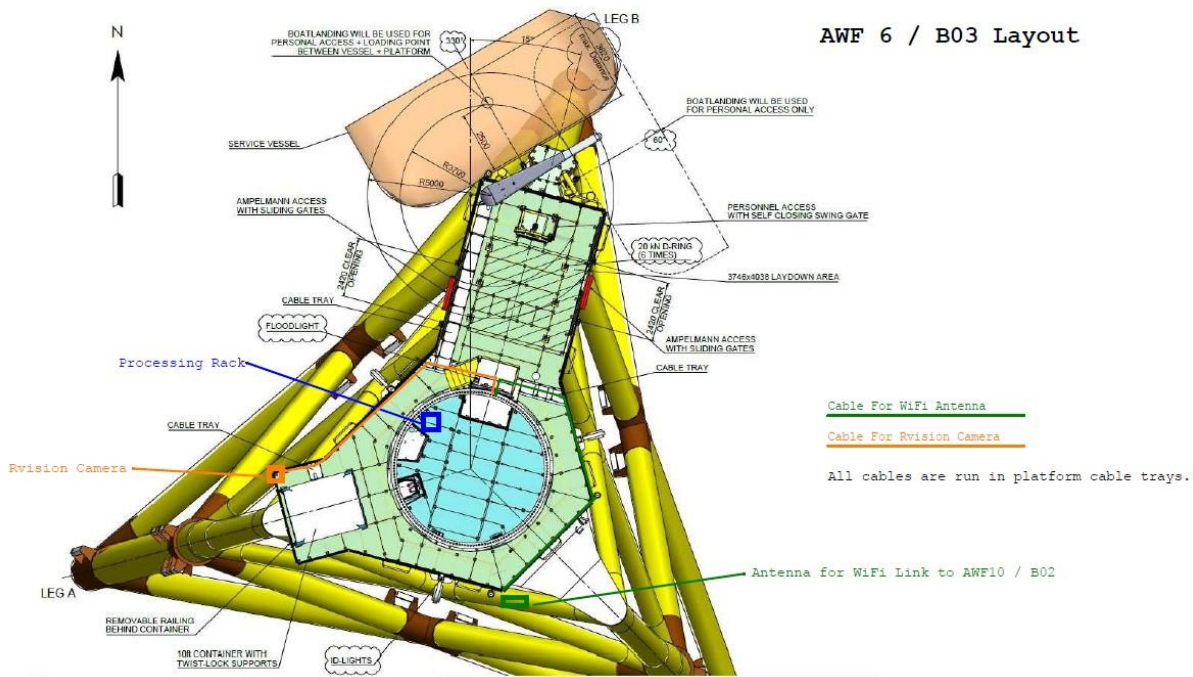 AWF 6 / B03 Layout
N
LEG B
BOATLANDING WILL BE USED FOR
PERSONAL ACCESS + LOADING POINT
BETWEEN VESSEL + PLATFORM
330°
75°
3620
BOATLANDING WILL BE USED
FOR PERSONAL ACCESS ONLY
60°
SERVICE VESSEL
2500
R3700
R5000
AMPELMANN ACCESS
WITH SLIDING GATES
PERSONNEL ACCESS
WITH SELF CLOSING SWING GATE
20 kN D-RING
(6 TIMES)
3746x4038 LAYDOWN AREA
2420 CLEAR
OPENING
2420 CLEAR
OPENING
CABLE TRAY
FLOODLIGHT
AMPELMANN ACCESS
WITH SLIDING GATES
CABLE TRAY
Processing Rack
Cable For WiFi Antenna
CABLE TRAY
Cable For Rvision Camera
Rvision Camera
All cables are run in platform cable trays.
Antenna for WiFi Link to AWF10 / B02
LEG A
REMOVABLE RAILING
BEHIND CONTAINER
10ft CONTAINER WITH
TWIST-LOCK SUPPORTS
ID-LIGHTS